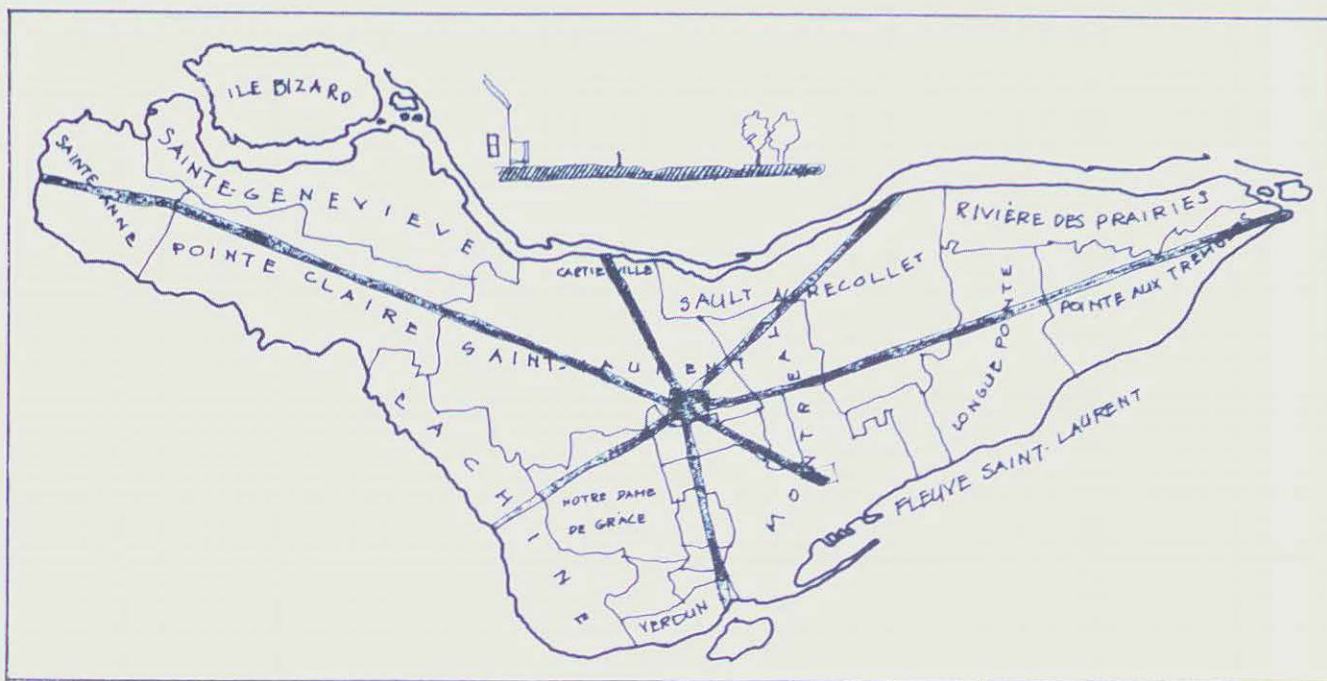 ILE BIZARD
SAINTE ANNE
SAINTE-GENEVIEVE
POINTE CLAIRE
CARTIERVILLE
SAULT AU RECOLLET
RIVIÈRE DES PRAIRIES
POINTE AUX TREMBLES
SAINT-LAURENT
MONTREAL
LONGUE POINTE
LACHINE
NOTRE DAME
DE GRÂCE
VERDUN
FLEUVE SAINT-LAURENT